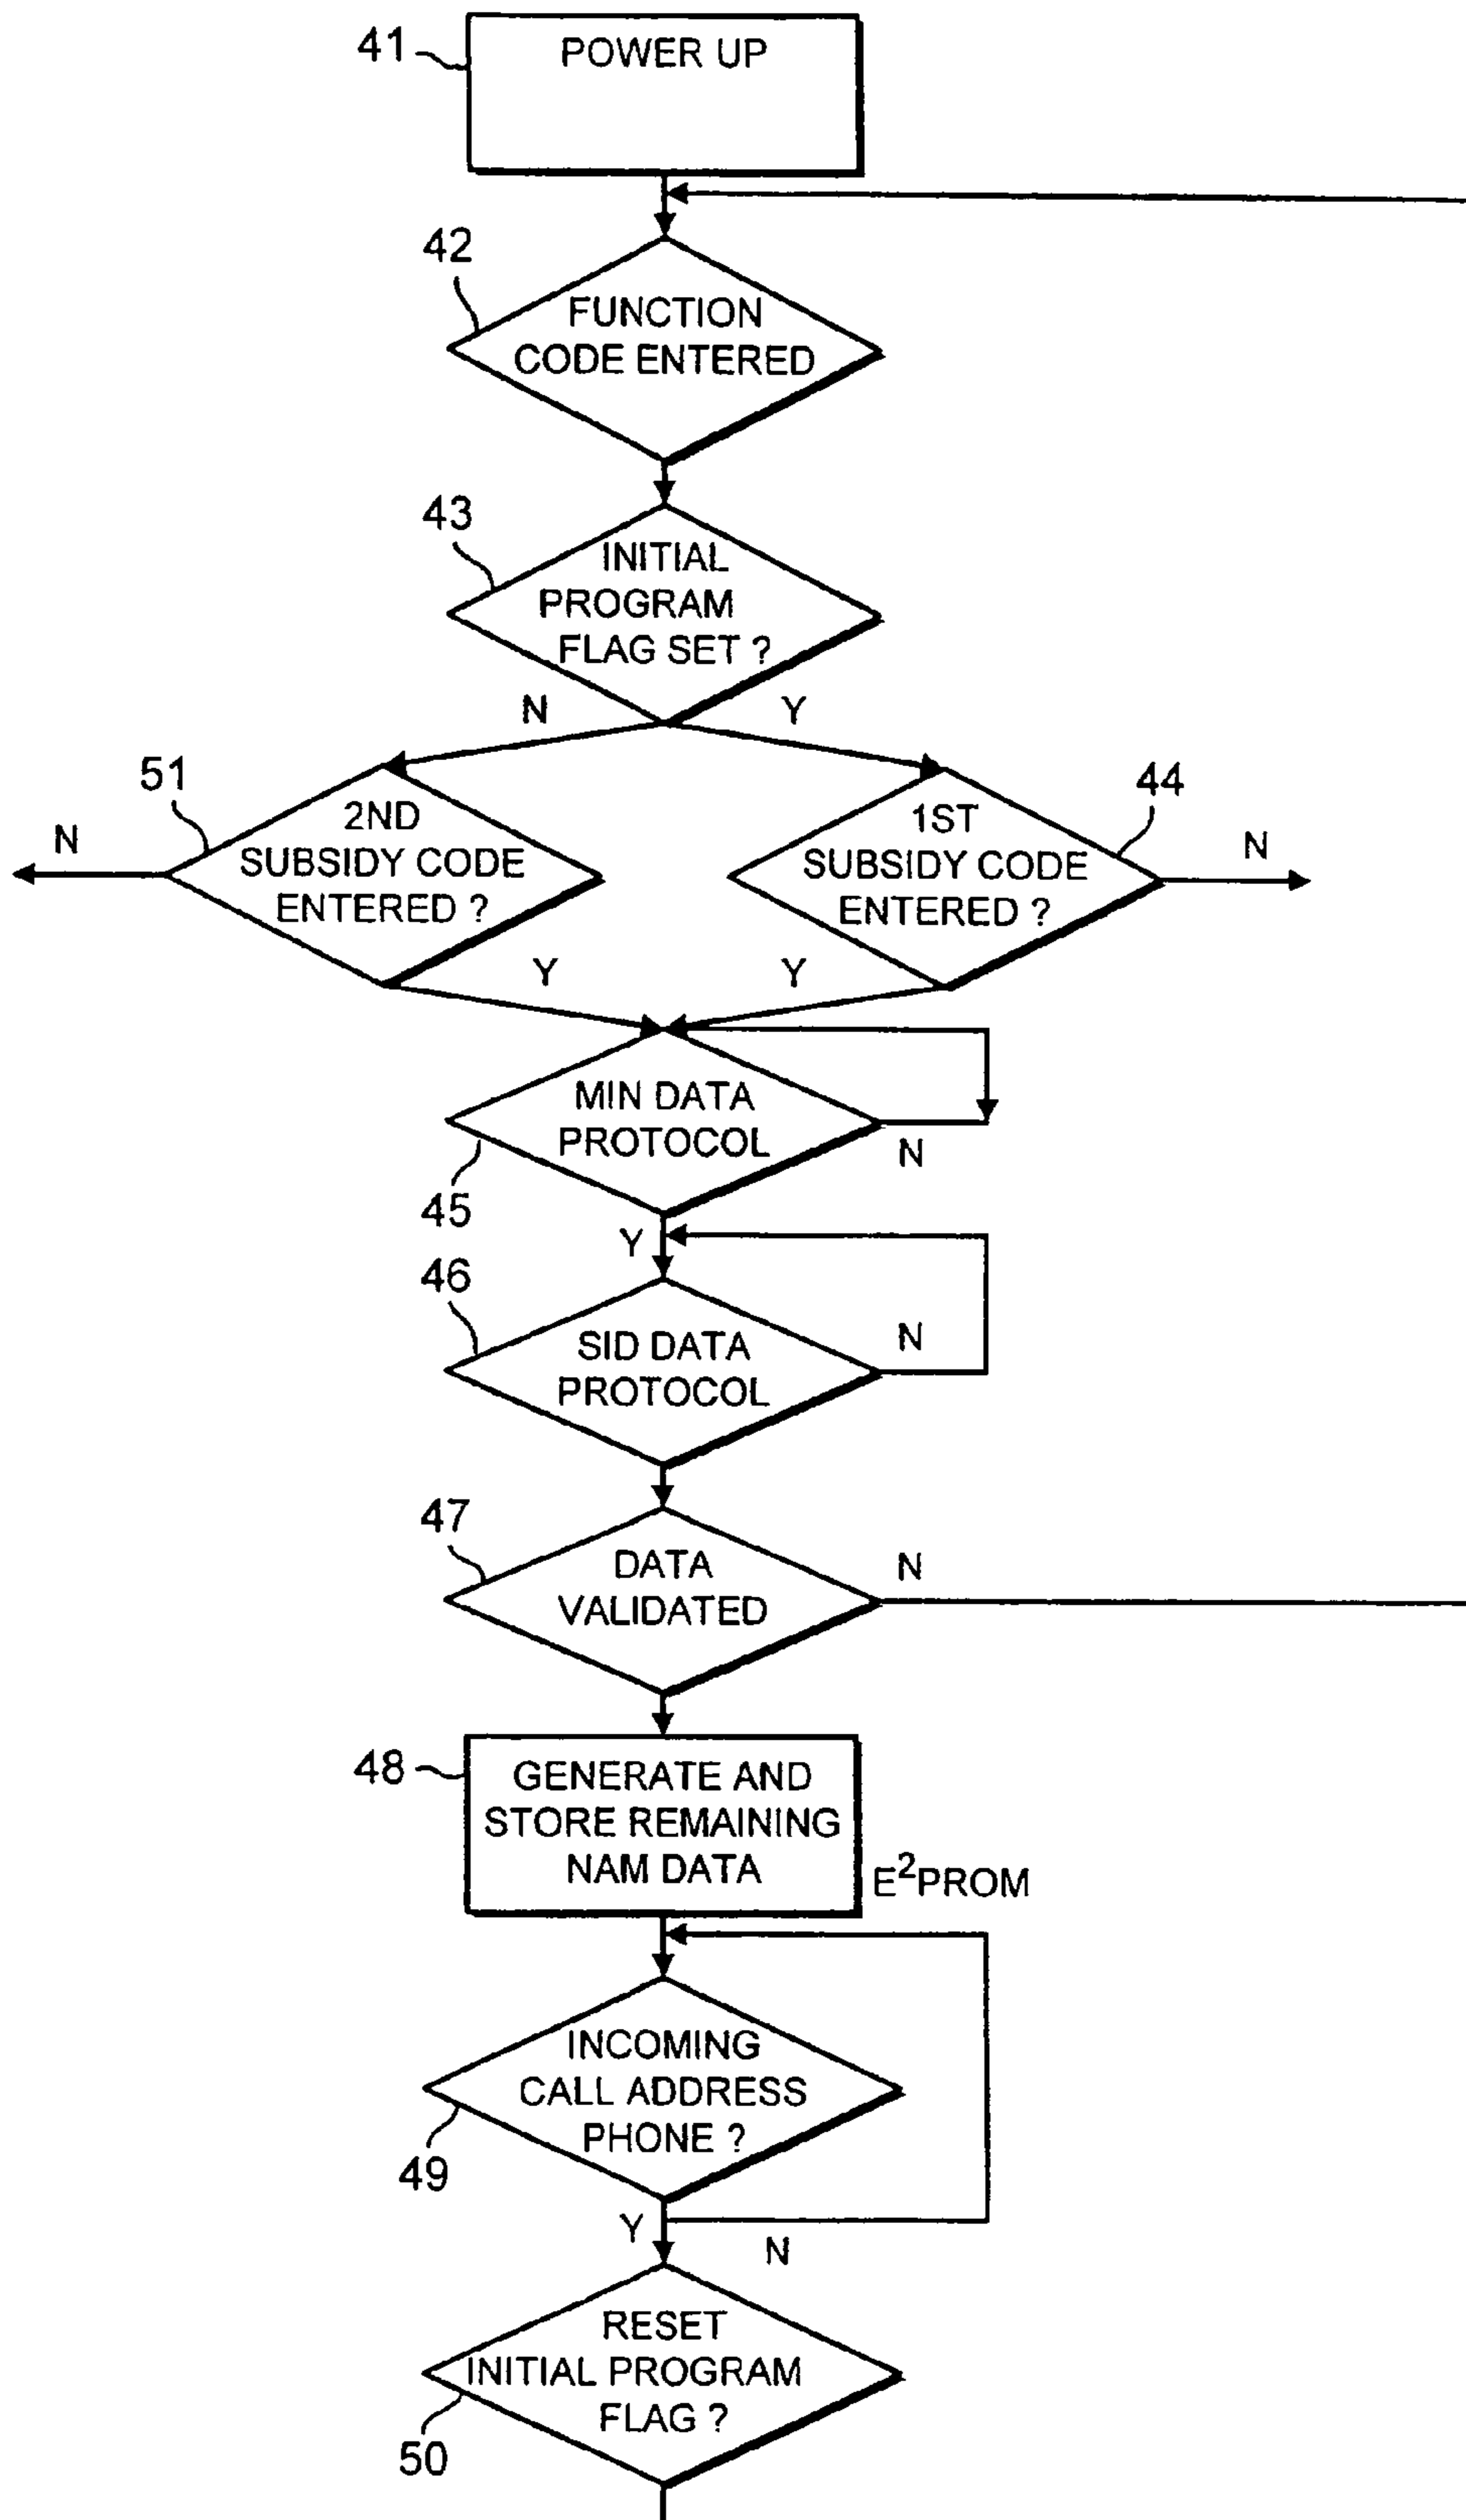 41
POWER UP
42
FUNCTION
CODE ENTERED
43
INITIAL
PROGRAM
FLAG SET ?
N
Y
51
2ND
SUBSIDY CODE
ENTERED ?
N
44
1ST
SUBSIDY CODE
ENTERED ?
N
Y
Y
MIN DATA
PROTOCOL
N
45
Y
46
SID DATA
PROTOCOL
N
47
DATA
VALIDATED
N
48
GENERATE AND
STORE REMAINING
NAM DATA
E²PROM
INCOMING
CALL ADDRESS
PHONE ?
49
Y
N
RESET
INITIAL PROGRAM
FLAG ?
50